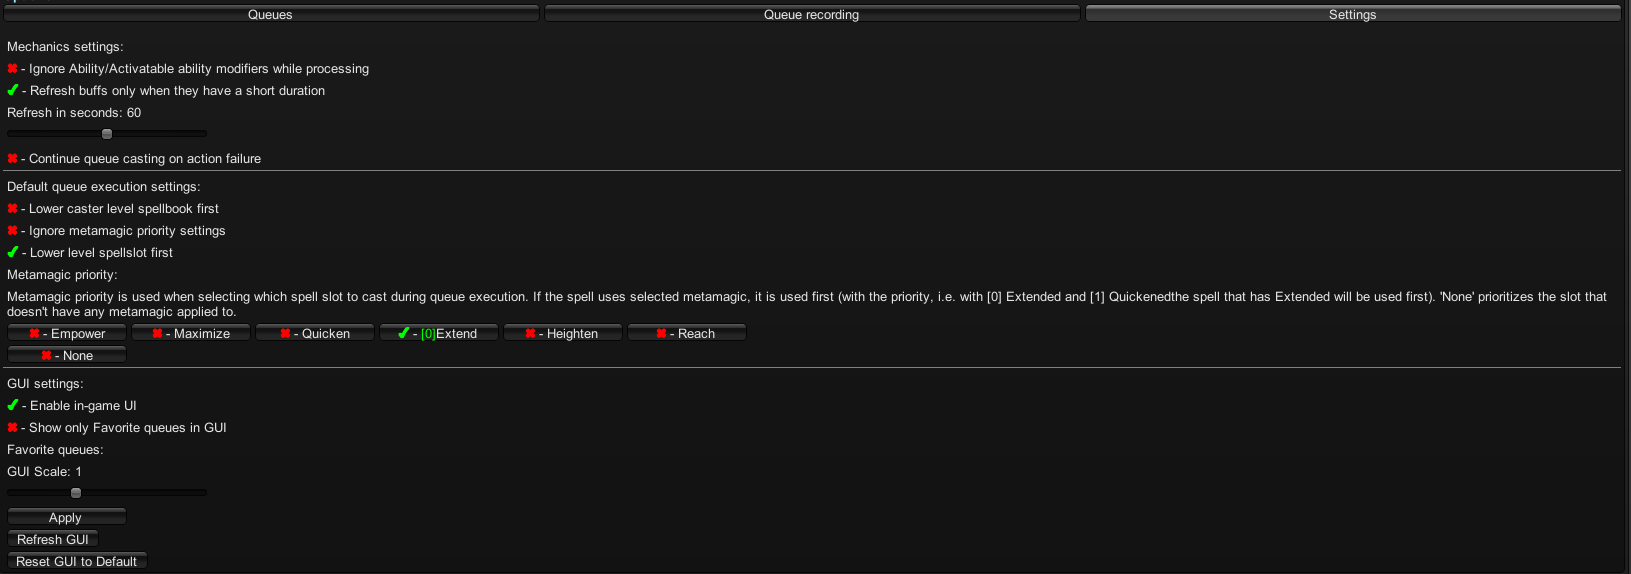 Queues
Queue recording
Settings
Mechanics settings:
✖ - Ignore Ability/Activatable ability modifiers while processing
✔ - Refresh buffs only when they have a short duration
Refresh in seconds: 60
✖ - Continue queue casting on action failure
Default queue execution settings:
✖ - Lower caster level spellbook first
✖ - Ignore metamagic priority settings
✔ - Lower level spellslot first
Metamagic priority:
Metamagic priority is used when selecting which spell slot to cast during queue execution. If the spell uses selected metamagic, it is used first (with the priority, i.e. with [0] Extended and [1] Quickenedthe spell that has Extended will be used first). 'None' prioritizes the slot that
doesn't have any metamagic applied to.
✖ - Empower ✖ - Maximize ✖ - Quicken ✔ - [0]Extend ✖ - Heighten ✖ - Reach
✖ - None
GUI settings:
✔ - Enable in-game UI
✖ - Show only Favorite queues in GUI
Favorite queues:
GUI Scale: 1
Apply
Refresh GUI
Reset GUI to Default